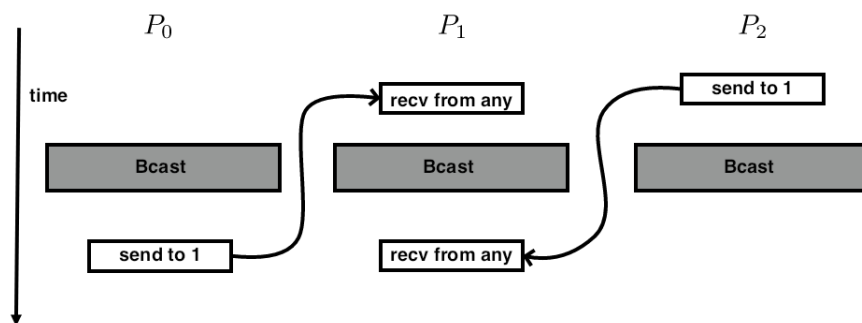 P₀ P₁ P₂
send to 1
time
recv from any
Bcast Bcast Bcast
send to 1 recv from any